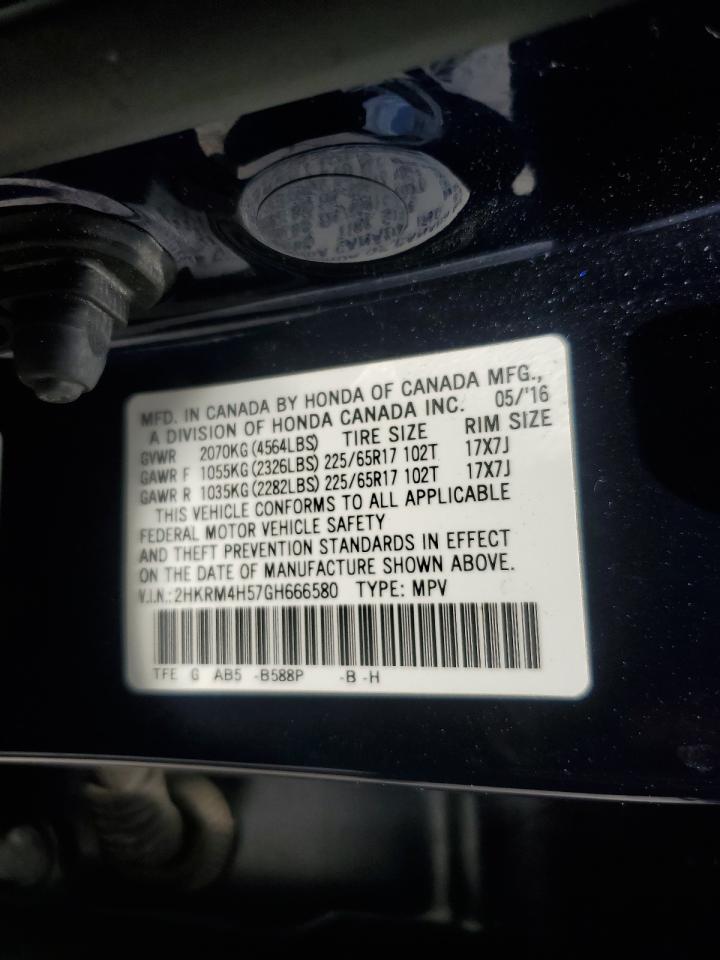 MFD. IN CANADA BY HONDA OF CANADA MFG.,
A DIVISION OF HONDA CANADA INC. 05/'16
GVWR 2070KG (4564LBS) TIRE SIZE RIM SIZE
GAWR F 1055KG (2326LBS) 225/65R17 102T 17X7J
GAWR R 1035KG (2282LBS) 225/65R17 102T 17X7J
THIS VEHICLE CONFORMS TO ALL APPLICABLE
FEDERAL MOTOR VEHICLE SAFETY
AND THEFT PREVENTION STANDARDS IN EFFECT
ON THE DATE OF MANUFACTURE SHOWN ABOVE.
V.I.N.: 2HKRM4H57GH666580 TYPE: MPV
TFE G AB5 -B588P -B -H